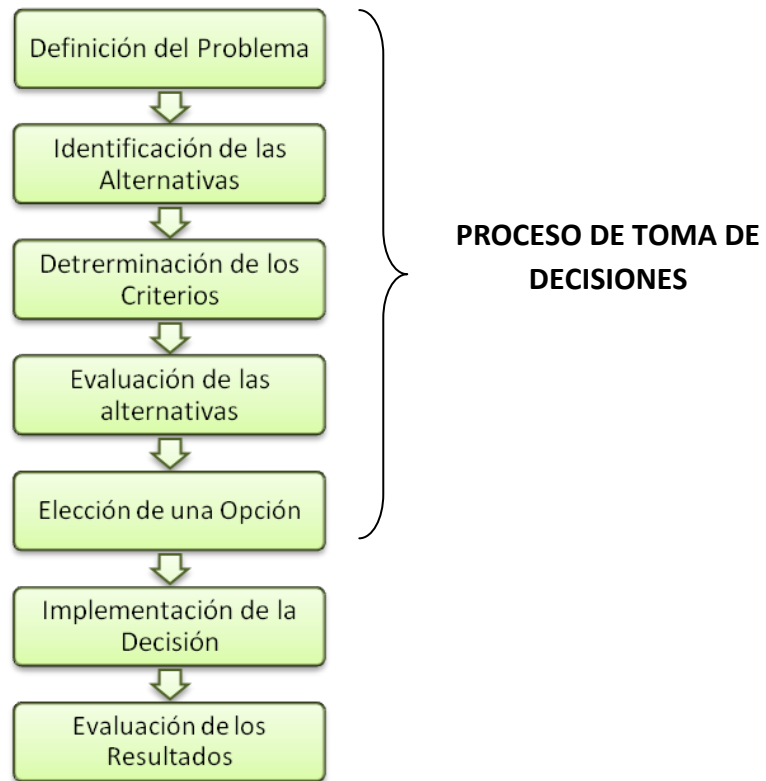 Definición del Problema
Identificación de las
Alternativas
Detrerminación de los
Criterios
Evaluación de las
alternativas
Elección de una Opción
Implementación de la
Decisión
Evaluación de los
Resultados
PROCESO DE TOMA DE
DECISIONES